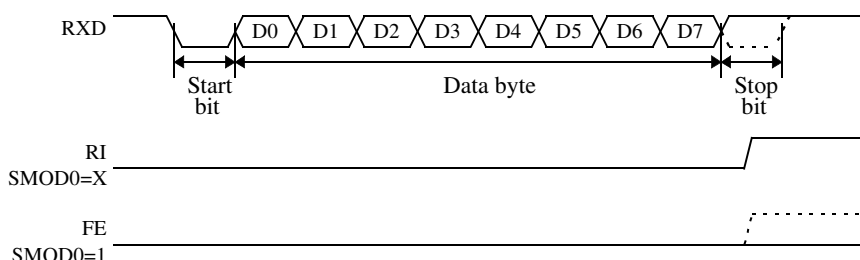 RXD
D0 D1 D2 D3 D4 D5 D6 D7
Start
bit
Data byte
Stop
bit
RI
SMOD0=X
FE
SMOD0=1